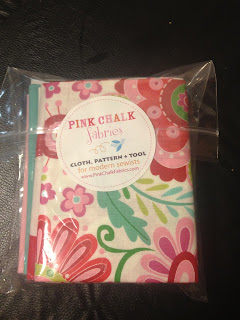 PINK CHALK
fabrics
CLOTH, PATTERN + TOOL
for modern sewists
www.PinkChalkFabrics.com